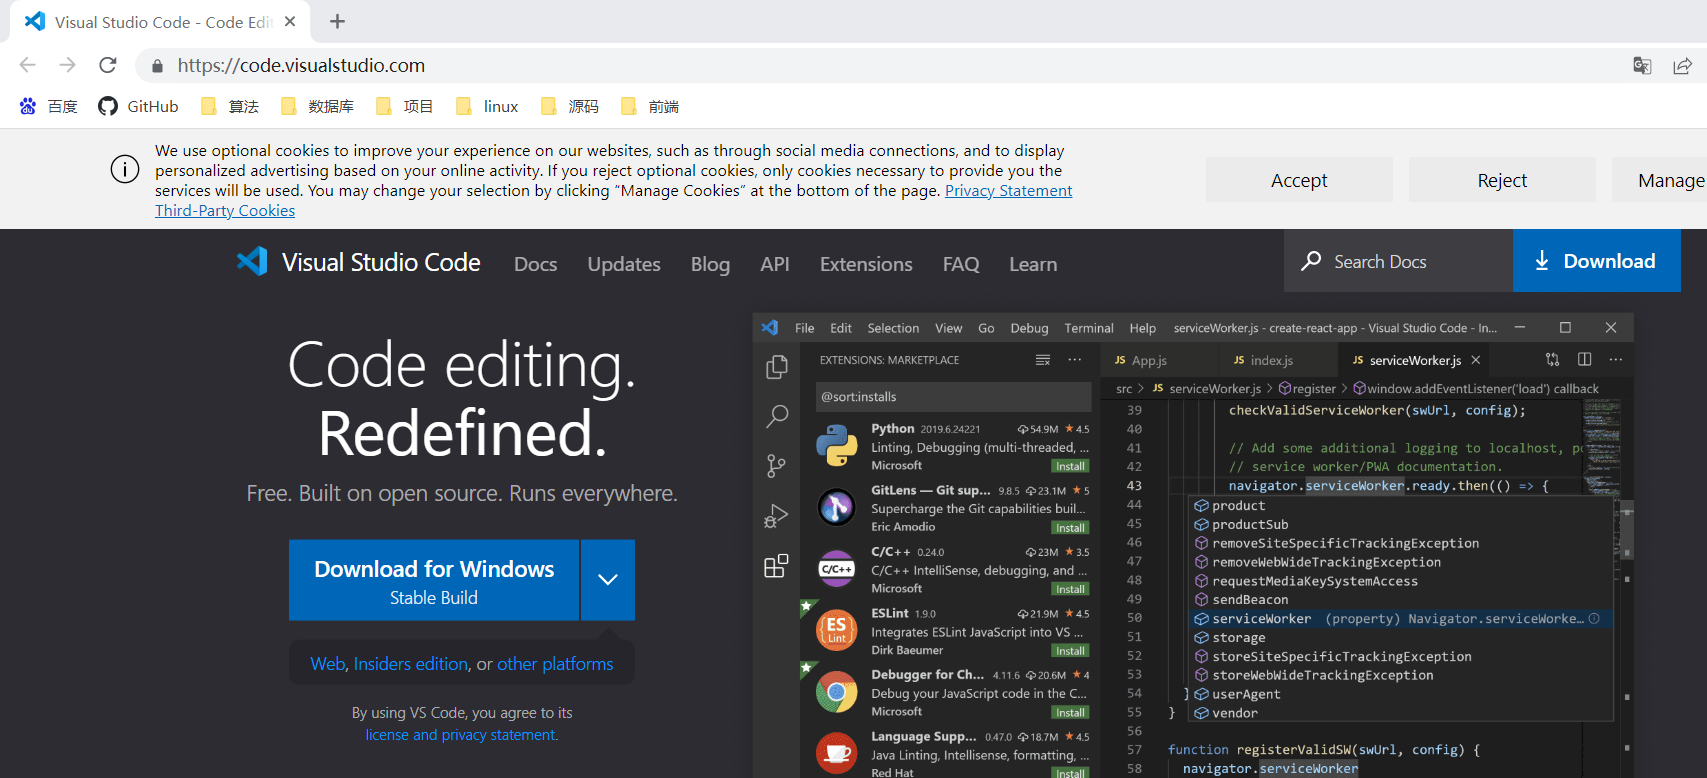 Visual Studio Code - Code Edit
https://code.visualstudio.com
百度 GitHub 算法 数据库 项目 linux 源码 前端
We use optional cookies to improve your experience on our websites, such as through social media connections, and to display
personalized advertising based on your online activity. If you reject optional cookies, only cookies necessary to provide you the
services will be used. You may change your selection by clicking “Manage Cookies” at the bottom of the page. Privacy Statement
Third-Party Cookies
Accept Reject Manage
Visual Studio Code Docs Updates Blog API Extensions FAQ Learn Search Docs Download
Code editing.
Redefined.
Free. Built on open source. Runs everywhere.
Download for Windows
Stable Build
Web, Insiders edition, or other platforms
By using VS Code, you agree to its
license and privacy statement.
File Edit Selection View Go Debug Terminal Help serviceWorker.js - create-react-app - Visual Studio Code - In...
EXTENSIONS: MARKETPLACE
@sort:installs
Python 2019.6.24221 54.9M 4.5
Linting, Debugging (multi-threaded, ...
Microsoft Install
GitLens — Git sup... 9.8.5 23.1M 5
Supercharge the Git capabilities buil...
Eric Amodio Install
C/C++ C/C++ 0.24.0 23M 3.5
C/C++ IntelliSense, debugging, and ...
Microsoft Install
ESLint 1.9.0 21.9M 4.5
ES Lint
Integrates ESLint JavaScript into VS ...
Dirk Baeumer Install
Debugger for Ch... 4.11.6 20.6M 4
Debug your JavaScript code in the C...
Microsoft Install
Language Supp... 0.47.0 18.7M 4.5
Java Linting, Intellisense, formatting, ...
Red Hat Install
JS App.js JS index.js JS serviceWorker.js
src > JS serviceWorker.js > register > window.addEventListener('load') callback
39 checkValidServiceWorker(swUrl, config);
40
41 // Add some additional logging to localhost, po
42 // service worker/PWA documentation.
43 navigator.serviceWorker.ready.then(() => {
44 product
45 productSub
46 removeSiteSpecificTrackingException
47 removeWebWideTrackingException
48 requestMediaKeySystemAccess
49 sendBeacon
50 serviceWorker (property) Navigator.serviceWorke...
51 storage
52 storeSiteSpecificTrackingException
53 storeWebWideTrackingException
54 } userAgent
55 } vendor
56
57 function registerValidSW(swUrl, config) {
58 navigator.serviceWorker